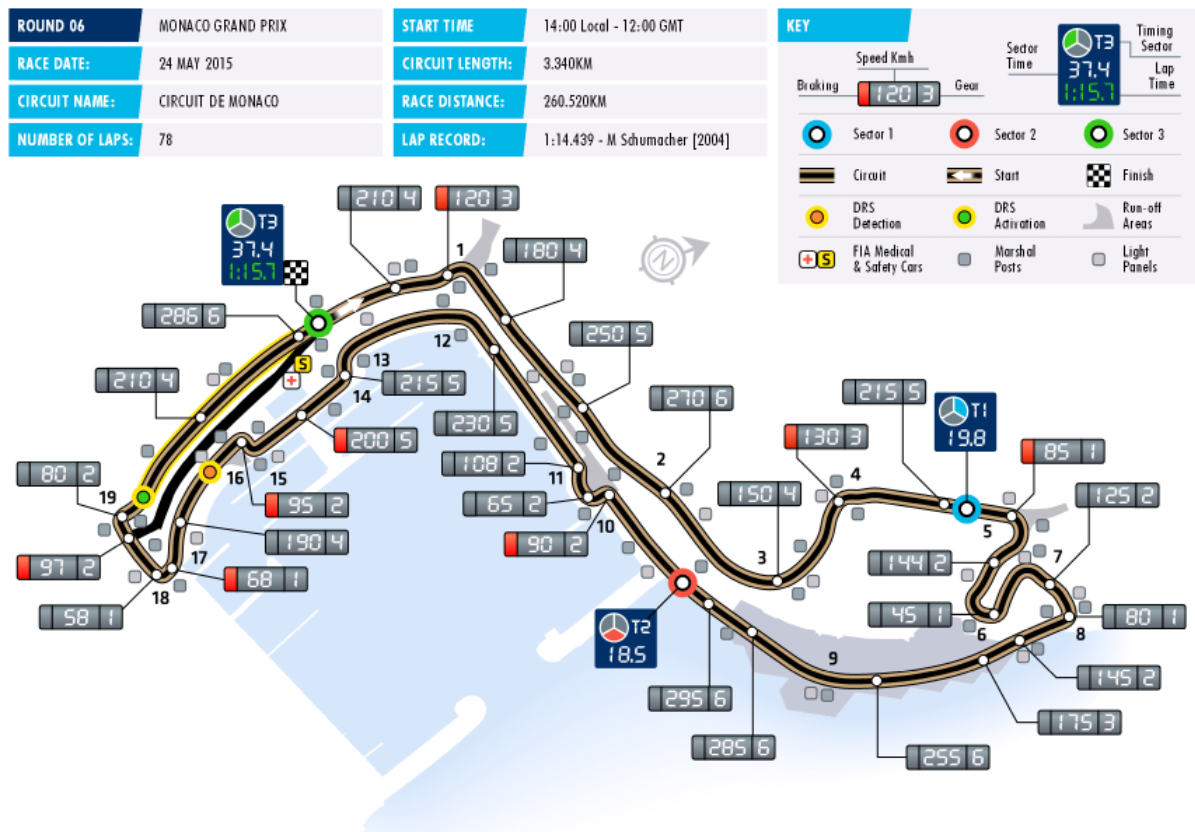 ROUND 06 MONACO GRAND PRIX
RACE DATE: 24 MAY 2015
CIRCUIT NAME: CIRCUIT DE MONACO
NUMBER OF LAPS: 78
START TIME 14:00 Local - 12:00 GMT
CIRCUIT LENGTH: 3.340KM
RACE DISTANCE: 260.520KM
LAP RECORD: 1:14.439 - M Schumacher [2004]
KEY
Speed Kmh
Braking 120 3 Gear
Sector Time
T3
37.4
1:15.7
Timing Sector
Lap Time
Sector 1 Sector 2 Sector 3
Circuit Start Finish
DRS Detection
DRS Activation
Run-off Areas
S
FIA Medical & Safety Cars
Marshal Posts
Light Panels
210 4
120 3
T3
37.4
1:15.7
1
180 4
286 6
250 5
12
13
S
210 4
215 5
14
270 6
215 5
T1
19.8
230 5
200 5
130 3
85 1
108 2
11
2
4
80 2
19
16
15
125 2
65 2
10
150 4
95 2
5
190 4
90 2
3
144 2
7
97 2
17
68 1
18
58 1
45 1
6
80 1
8
T2
18.5
9
145 2
295 6
175 3
285 6
255 6